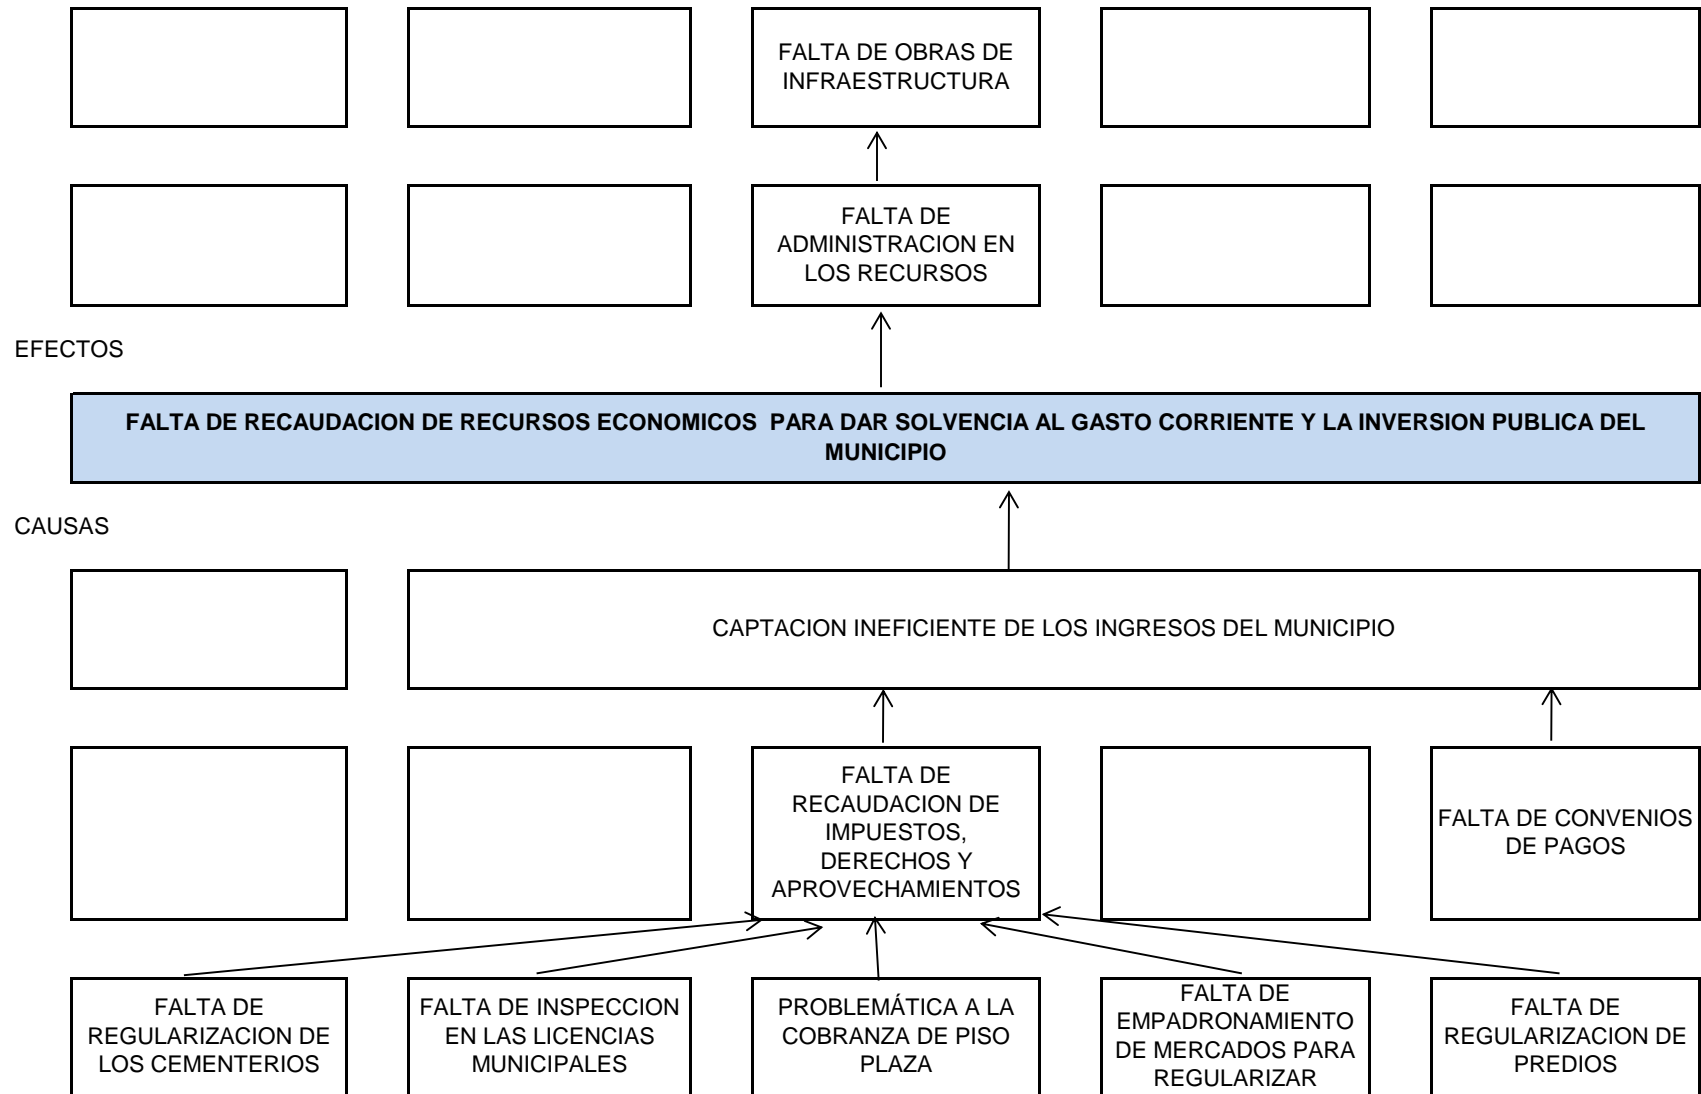 FALTA DE OBRAS DE
INFRAESTRUCTURA
FALTA DE
ADMINISTRACION EN
LOS RECURSOS
EFECTOS
FALTA DE RECAUDACION DE RECURSOS ECONOMICOS  PARA DAR SOLVENCIA AL GASTO CORRIENTE Y LA INVERSION PUBLICA DEL
MUNICIPIO
CAUSAS
CAPTACION INEFICIENTE DE LOS INGRESOS DEL MUNICIPIO
FALTA DE
RECAUDACION DE
IMPUESTOS,
DERECHOS Y
APROVECHAMIENTOS
FALTA DE CONVENIOS
DE PAGOS
FALTA DE
REGULARIZACION DE
LOS CEMENTERIOS
FALTA DE INSPECCION
EN LAS LICENCIAS
MUNICIPALES
PROBLEMÁTICA A LA
COBRANZA DE PISO
PLAZA
FALTA DE
EMPADRONAMIENTO
DE MERCADOS PARA
REGULARIZAR
FALTA DE
REGULARIZACION DE
PREDIOS